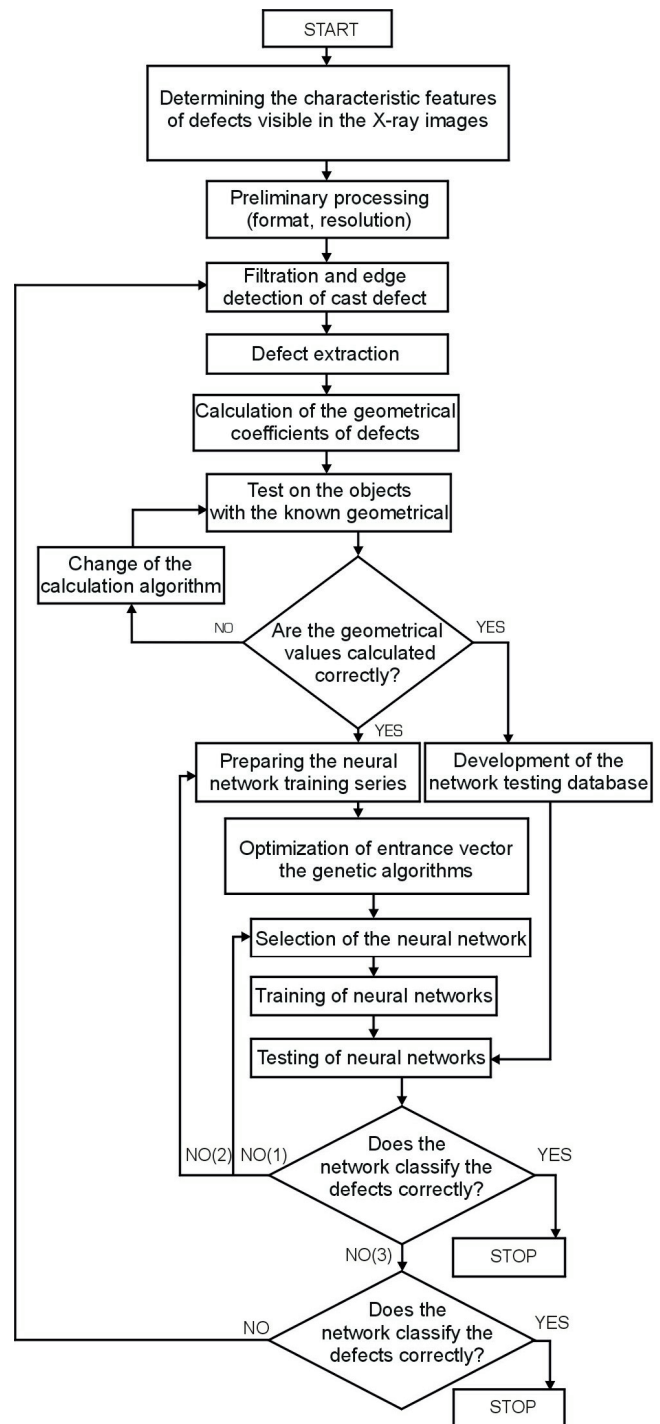 START
Determining the characteristic features
of defects visible in the X-ray images
Preliminary processing
(format, resolution)
Filtration and edge
detection of cast defect
Defect extraction
Calculation of the geometrical
coefficients of defects
Test on the objects
with the known geometrical
Change of the
calculation algorithm
NO
Are the geometrical
values calculated
correctly?
YES
YES
Preparing the neural
network training series
Development of the
network testing database
Optimization of entrance vector
the genetic algorithms
Selection of the neural network
Training of neural networks
Testing of neural networks
NO(2)
NO(1)
Does the
network classify the
defects correctly?
YES
STOP
NO(3)
NO
Does the
network classify the
defects correctly?
YES
STOP